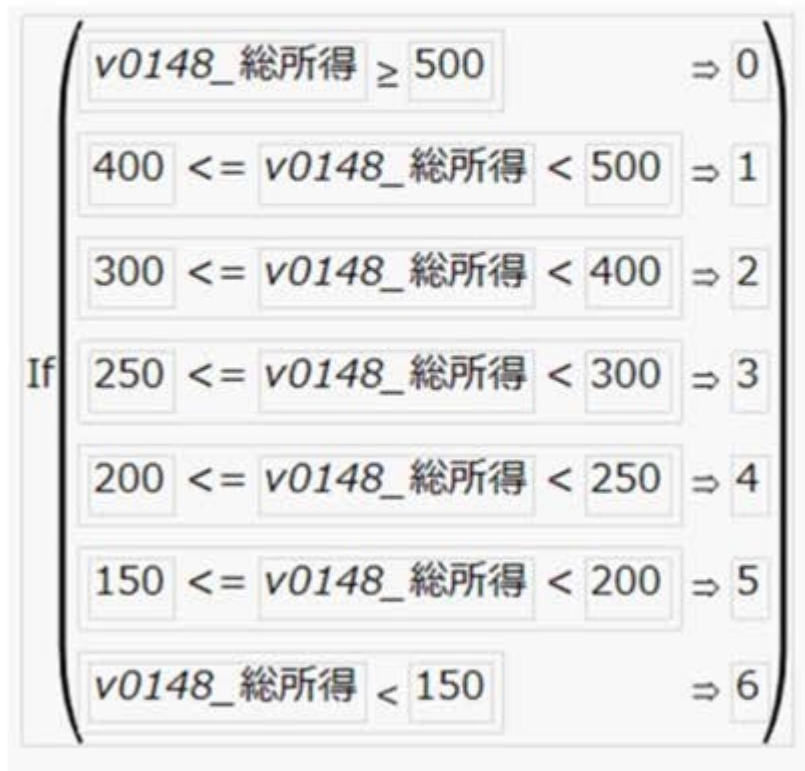 v0148_総所得 ≥ 500 ⇒ 0
400 <= v0148_総所得 < 500 ⇒ 1
300 <= v0148_総所得 < 400 ⇒ 2
If 250 <= v0148_総所得 < 300 ⇒ 3
200 <= v0148_総所得 < 250 ⇒ 4
150 <= v0148_総所得 < 200 ⇒ 5
v0148_総所得 < 150 ⇒ 6